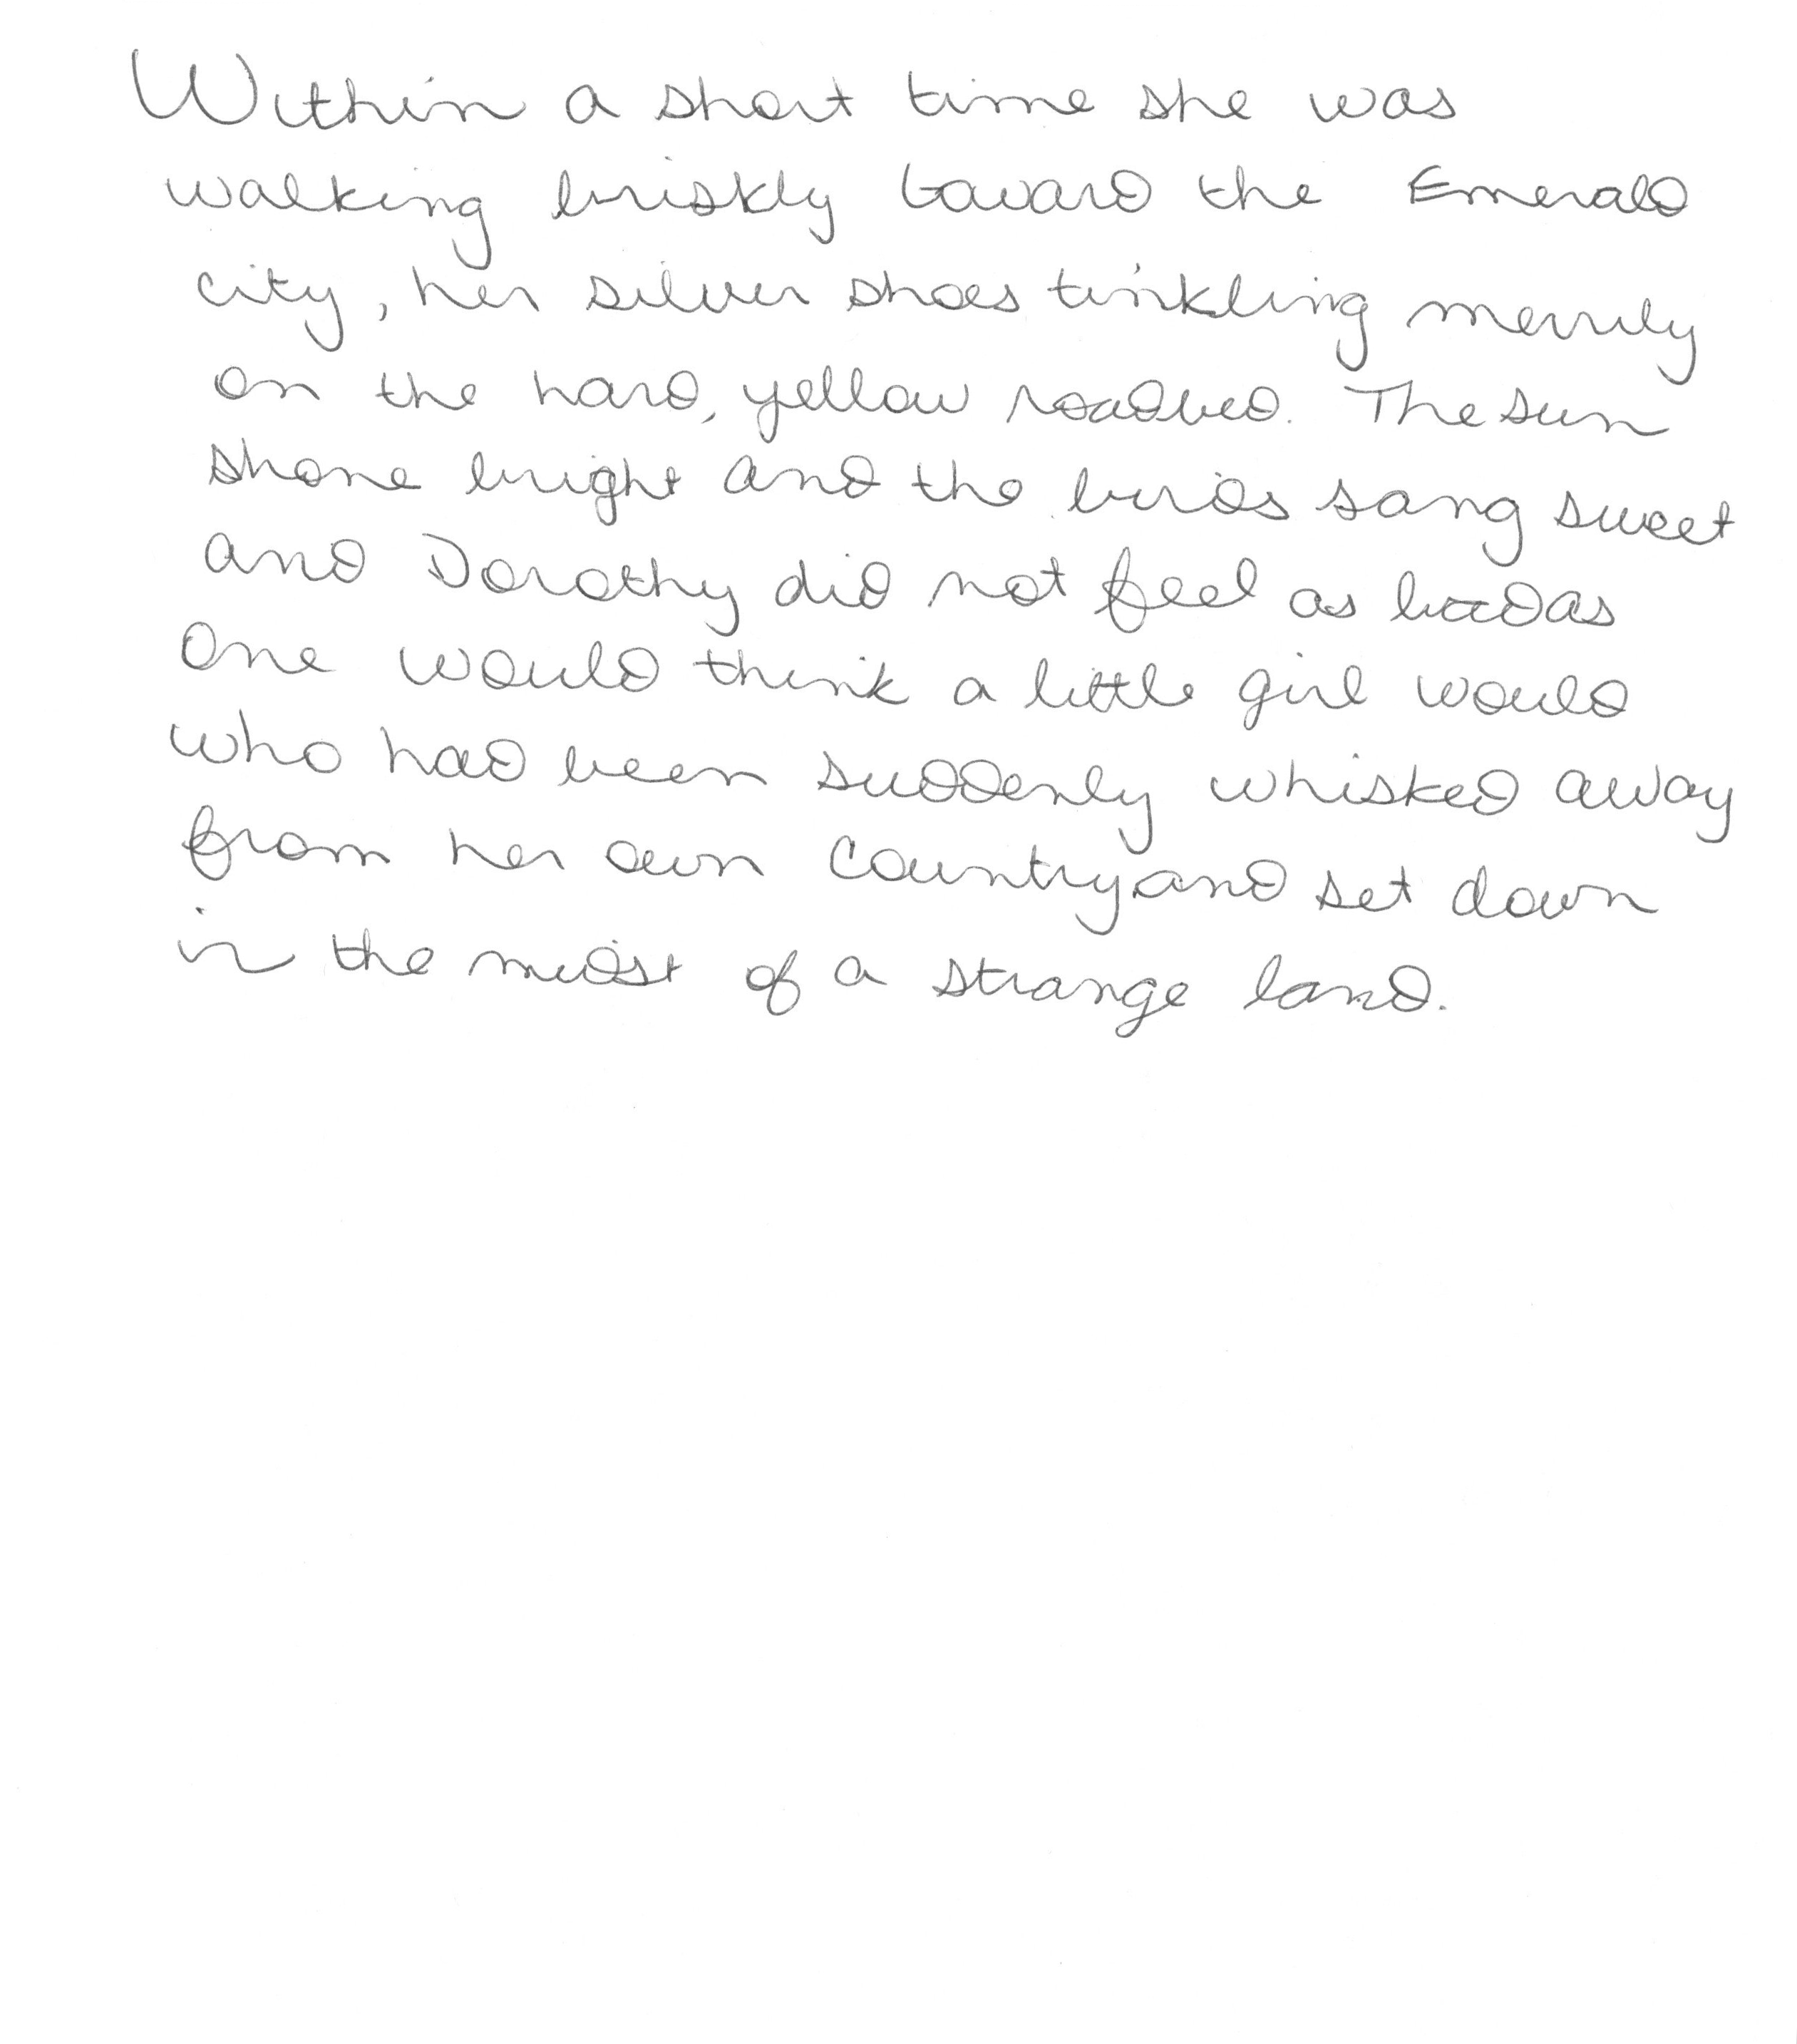 Within a short time she was
walking briskly toward the Emerald
city, her silver shoes tinkling merrily
on the hard, yellow roadbed. The sun
shone bright and the birds sang sweet
and Dorothy did not feel as bad as
one would think a little girl would
who had been suddenly whisked away
from her own country and set down
in the midst of a strange land.